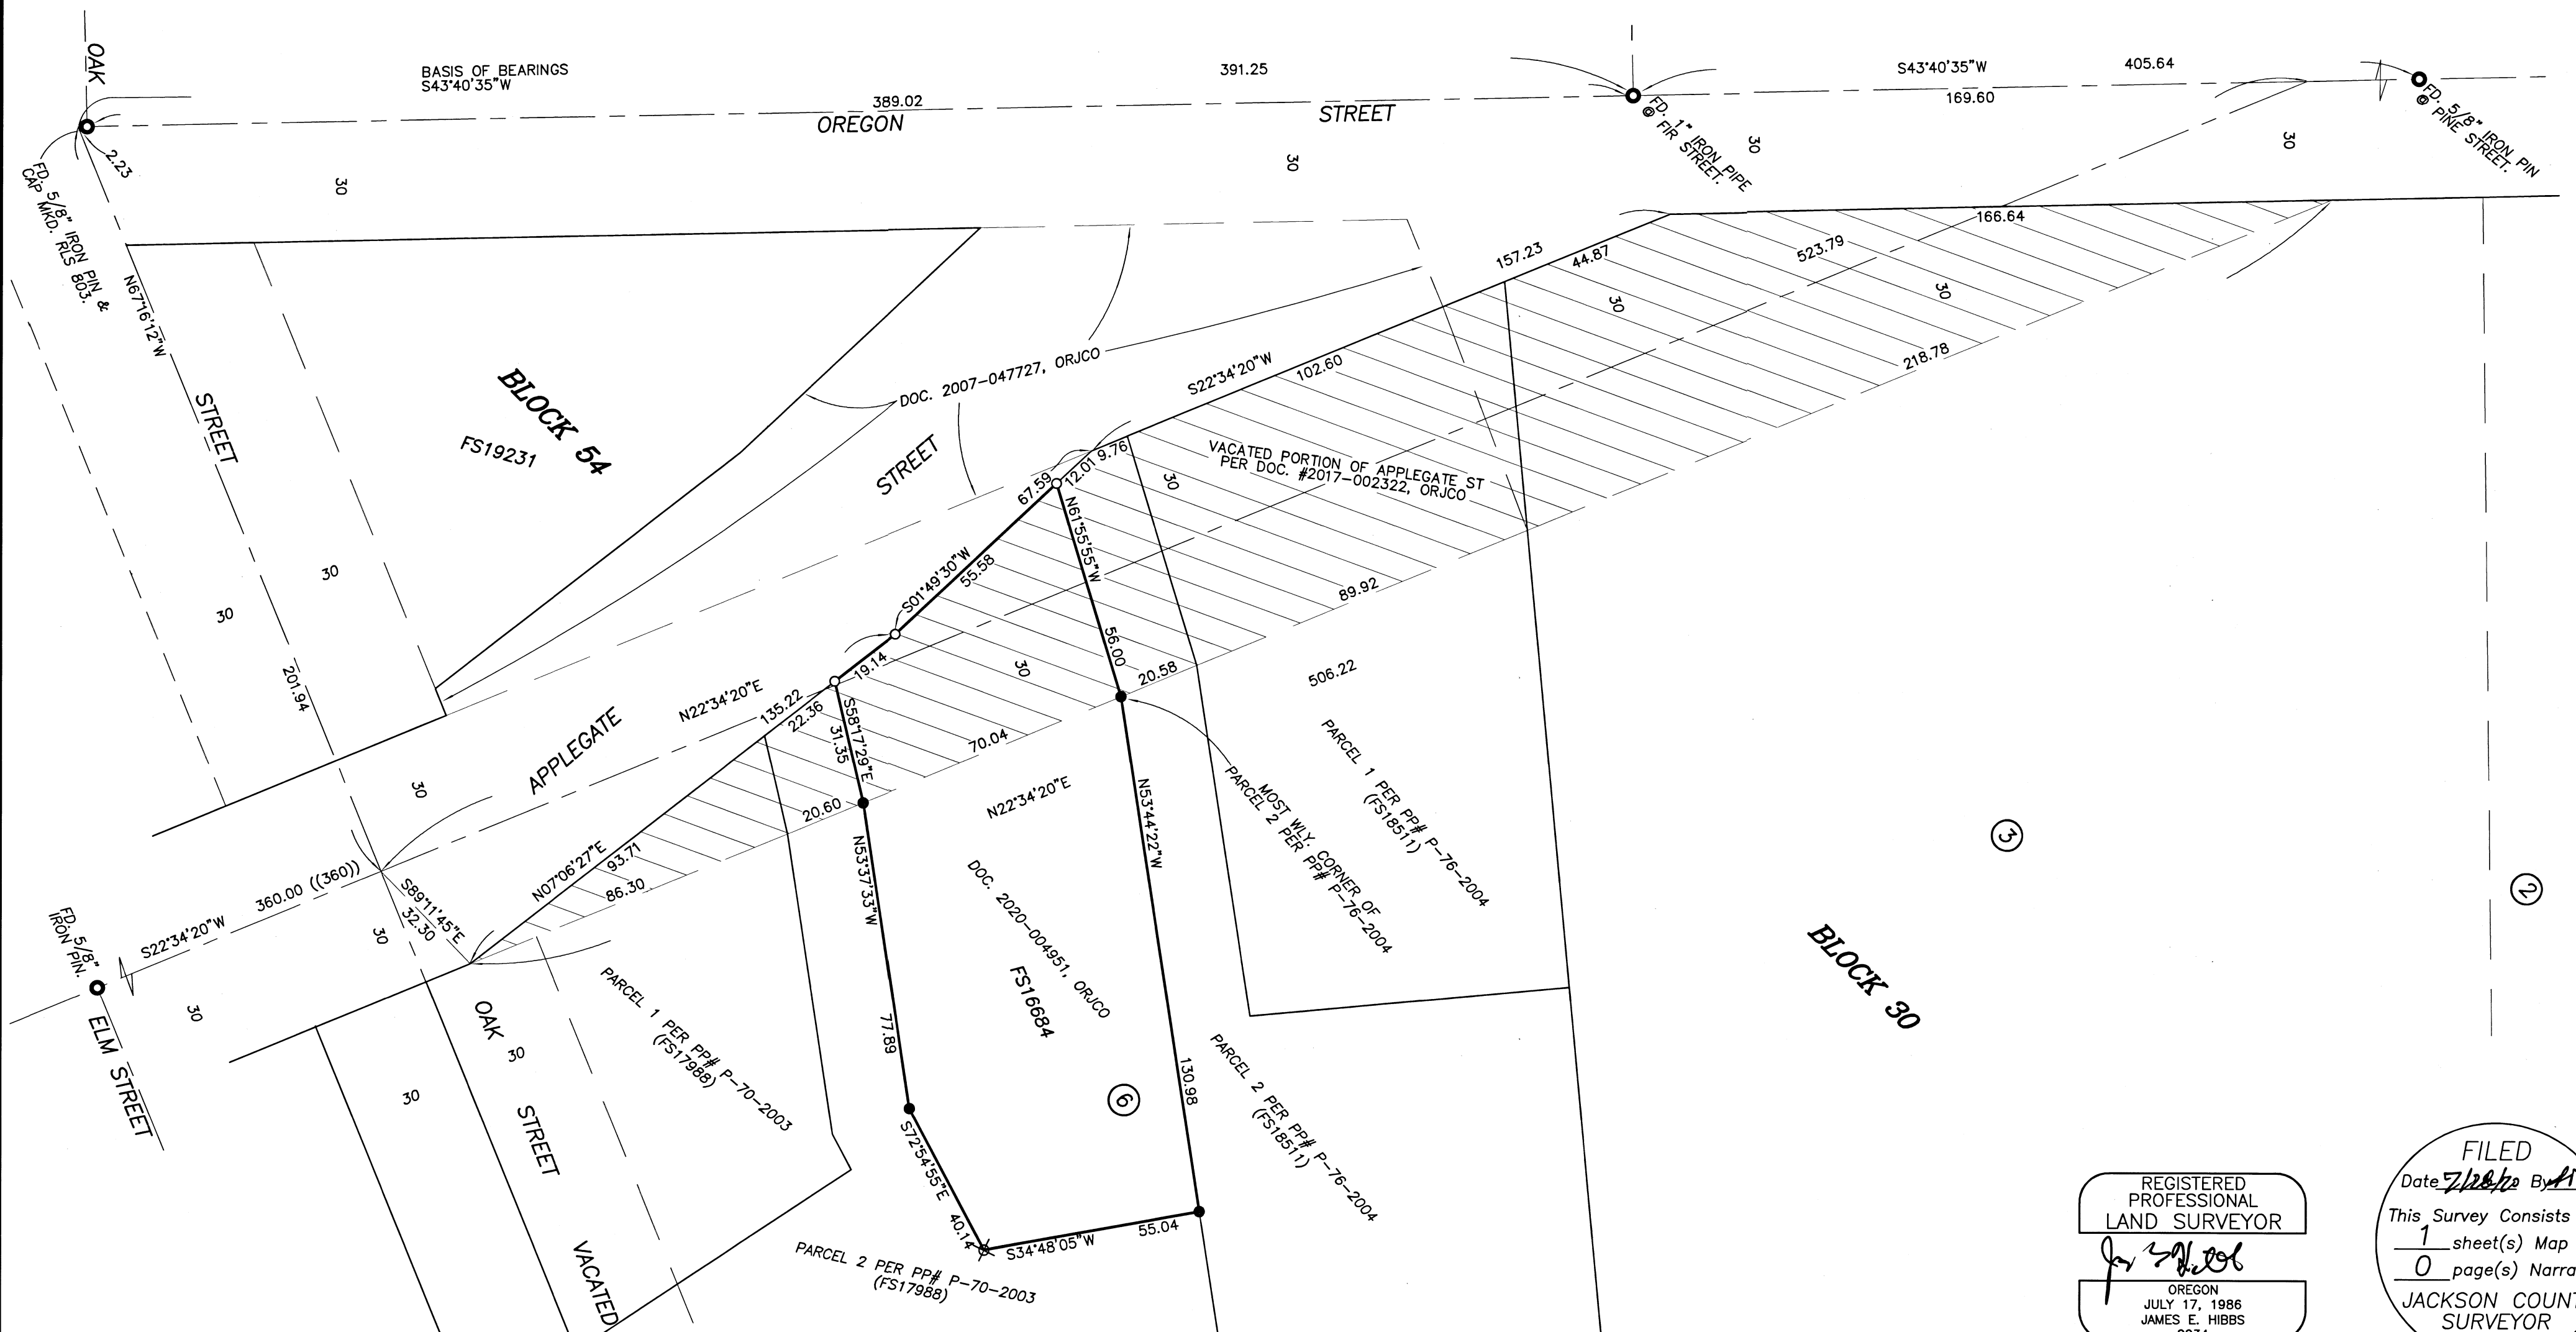 OAK
BASIS OF BEARINGS
S43°40'35"W
389.02
391.25
S43°40'35"W
405.64
169.60
OREGON
STREET
FD. 1" IRON PIPE
@ FIR STREET.
FD. 5/8" IRON PIN
@ PINE STREET.
2.23
FD. 5/8" IRON PIN &
CAP MKD. RLS 803.
30
30
30
30
N67°16'12"W
STREET
201.94
30
30
BLOCK 54
FS19231
DOC. 2007-047727, ORJCO
STREET
166.64
157.23
44.87
523.79
30
30
S22°34'20"W
102.60
218.78
VACATED PORTION OF APPLEGATE ST
PER DOC. #2017-002322, ORJCO
67.59
12.01
9.76
30
N61°55'55"W
56.00
89.92
S01°49'30"W
55.58
20.58
506.22
30
19.14
N22°34'20"E
135.22
22.36
S58°17'29"E
31.35
70.04
APPLEGATE
30
N22°34'20"E
20.60
N07°06'27"E
93.71
86.30
360.00 ((360))
S22°34'20"W
S89°11'45"E
32.30
30
FD. 5/8"
IRON PIN.
30
ELM STREET
OAK
30
STREET
VACATED
30
PARCEL 1 PER PP# P-70-2003
(FS17988)
N53°37'33"W
77.89
DOC. 2020-004951, ORJCO
FS16684
N53°44'22"W
130.98
MOST WLY. CORNER OF
PARCEL 2 PER PP# P-76-2004
PARCEL 1 PER PP# P-76-2004
(FS18511)
3
2
BLOCK 30
6
PARCEL 2 PER PP# P-76-2004
(FS18511)
S72°54'55"E
40.14
S34°48'05"W
55.04
PARCEL 2 PER PP# P-70-2003
(FS17988)
REGISTERED
PROFESSIONAL
LAND SURVEYOR
OREGON
JULY 17, 1986
JAMES E. HIBBS
FILED
Date 7/28/20 By
This Survey Consists
1 sheet(s) Map
0 page(s) Narra
JACKSON COUNT
SURVEYOR